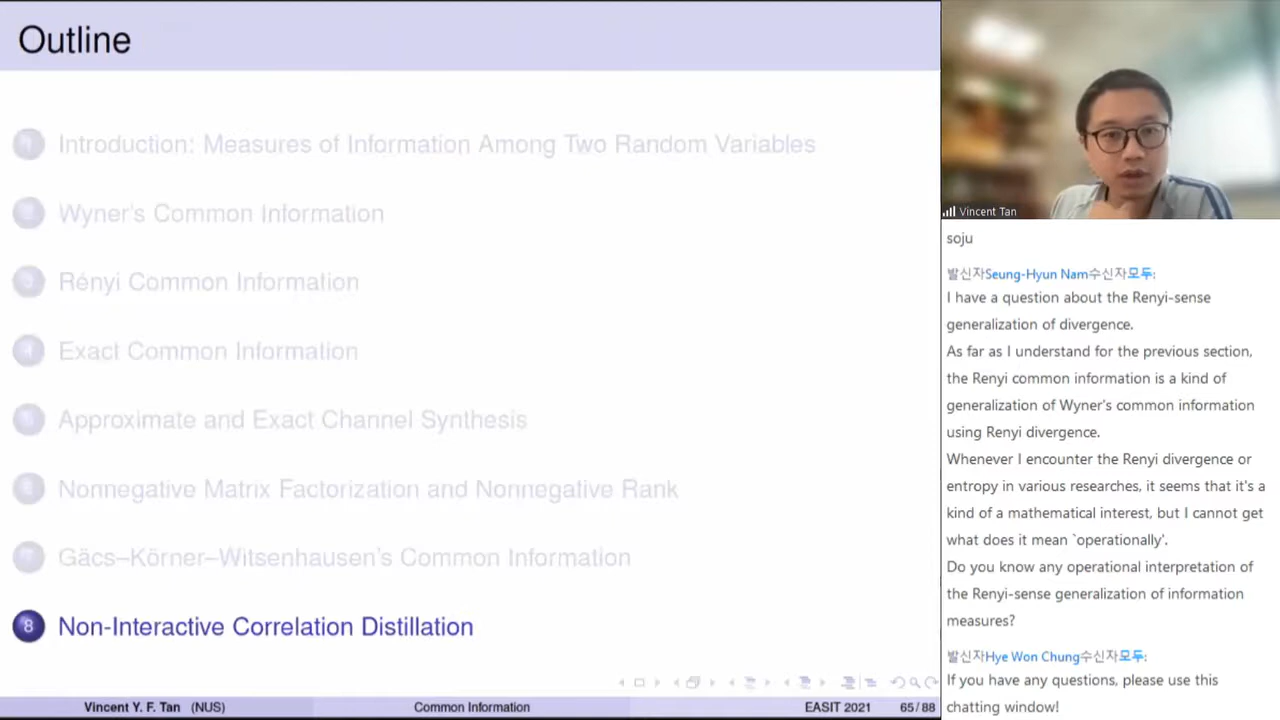 Outline
1 Introduction: Measures of Information Among Two Random Variables
2 Wyner's Common Information
3 Rényi Common Information
4 Exact Common Information
5 Approximate and Exact Channel Synthesis
6 Nonnegative Matrix Factorization and Nonnegative Rank
7 Gács–Körner–Witsenhausen's Common Information
8 Non-Interactive Correlation Distillation
Vincent Y. F. Tan (NUS) Common Information EASIT 2021 65/88
Vincent Tan
soju
발신자Seung-Hyun Nam수신자모두:
I have a question about the Renyi-sense
generalization of divergence.
As far as I understand for the previous section,
the Renyi common information is a kind of
generalization of Wyner's common information
using Renyi divergence.
Whenever I encounter the Renyi divergence or
entropy in various researches, it seems that it's a
kind of a mathematical interest, but I cannot get
what does it mean `operationally'.
Do you know any operational interpretation of
the Renyi-sense generalization of information
measures?
발신자Hye Won Chung수신자모두:
If you have any questions, please use this
chatting window!